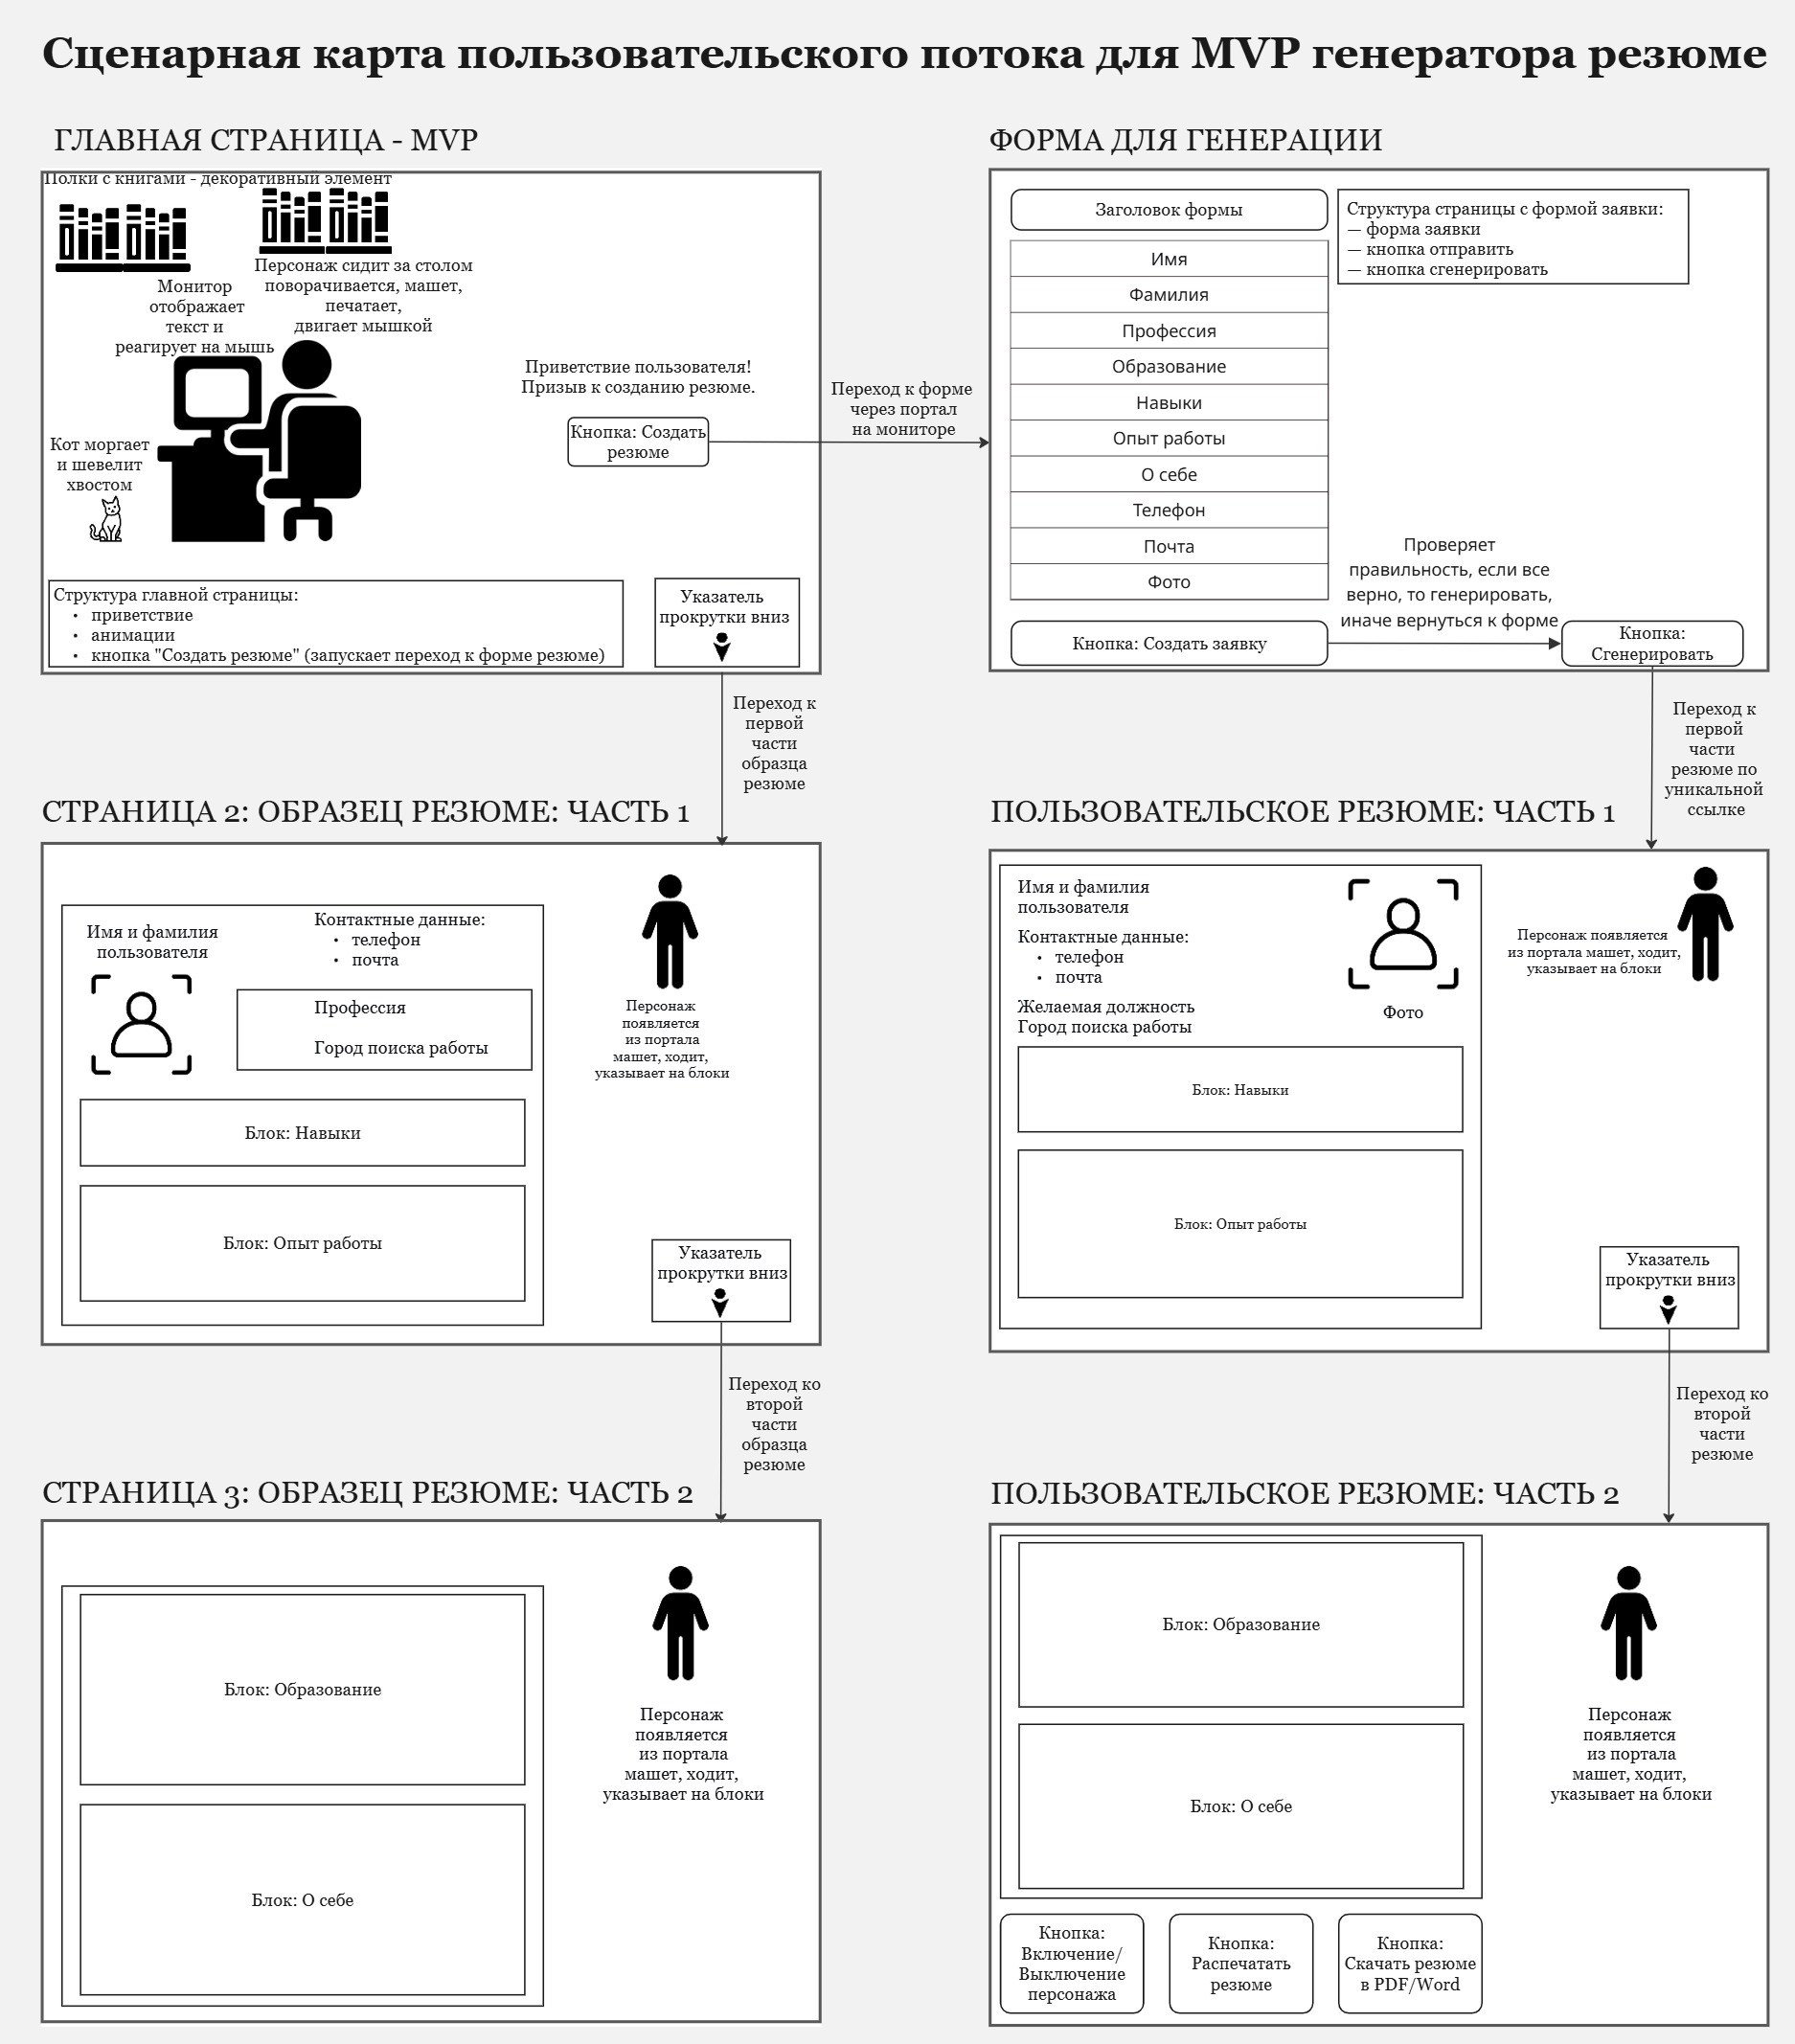 Сценарная карта пользовательского потока для MVP генератора резюме
ГЛАВНАЯ СТРАНИЦА - MVP
Полки с книгами - декоративный элемент
Персонаж сидит за столом
поворачивается, машет,
печатает,
двигает мышкой
Монитор
отображает
текст и
реагирует на мышь
Кот моргает
и шевелит
хвостом
Приветствие пользователя!
Призыв к созданию резюме.
Кнопка: Создать
резюме
Структура главной страницы:
• приветствие
• анимации
• кнопка "Создать резюме" (запускает переход к форме резюме)
Указатель
прокрутки вниз
Переход к форме
через портал
на мониторе
ФОРМА ДЛЯ ГЕНЕРАЦИИ
Заголовок формы
Имя
Фамилия
Профессия
Образование
Навыки
Опыт работы
О себе
Телефон
Почта
Фото
Структура страницы с формой заявки:
— форма заявки
— кнопка отправить
— кнопка сгенерировать
Кнопка: Создать заявку
Проверяет
правильность, если все
верно, то генерировать,
иначе вернуться к форме
Кнопка:
Сгенерировать
Переход к
первой
части
образца
резюме
Переход к
первой
части
резюме по
уникальной
ссылке
СТРАНИЦА 2: ОБРАЗЕЦ РЕЗЮМЕ: ЧАСТЬ 1
Имя и фамилия
пользователя
Контактные данные:
• телефон
• почта
Профессия
Город поиска работы
Блок: Навыки
Блок: Опыт работы
Персонаж
появляется
из портала
машет, ходит,
указывает на блоки
Указатель
прокрутки вниз
ПОЛЬЗОВАТЕЛЬСКОЕ РЕЗЮМЕ: ЧАСТЬ 1
Имя и фамилия
пользователя
Контактные данные:
• телефон
• почта
Желаемая должность
Город поиска работы
Фото
Блок: Навыки
Блок: Опыт работы
Персонаж появляется
из портала машет, ходит,
указывает на блоки
Указатель
прокрутки вниз
Переход ко
второй
части
образца
резюме
Переход ко
второй
части
резюме
СТРАНИЦА 3: ОБРАЗЕЦ РЕЗЮМЕ: ЧАСТЬ 2
Блок: Образование
Блок: О себе
Персонаж
появляется
из портала
машет, ходит,
указывает на блоки
ПОЛЬЗОВАТЕЛЬСКОЕ РЕЗЮМЕ: ЧАСТЬ 2
Блок: Образование
Блок: О себе
Персонаж
появляется
из портала
машет, ходит,
указывает на блоки
Кнопка:
Включение/
Выключение
персонажа
Кнопка:
Распечатать
резюме
Кнопка:
Скачать резюме
в PDF/Word